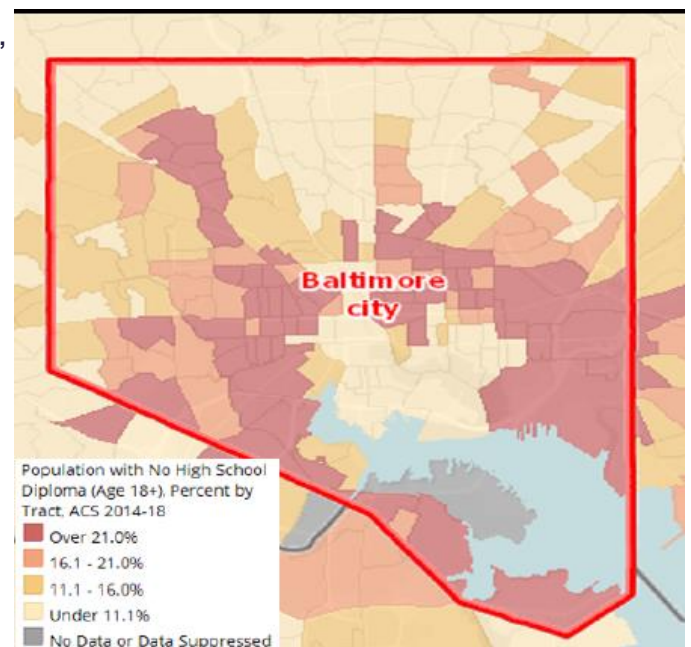 ,
Baltimore
city
Population with No High School
Diploma (Age 18+), Percent by
Tract, ACS 2014-18
Over 21.0%
16.1 - 21.0%
11.1 - 16.0%
Under 11.1%
No Data or Data Suppressed